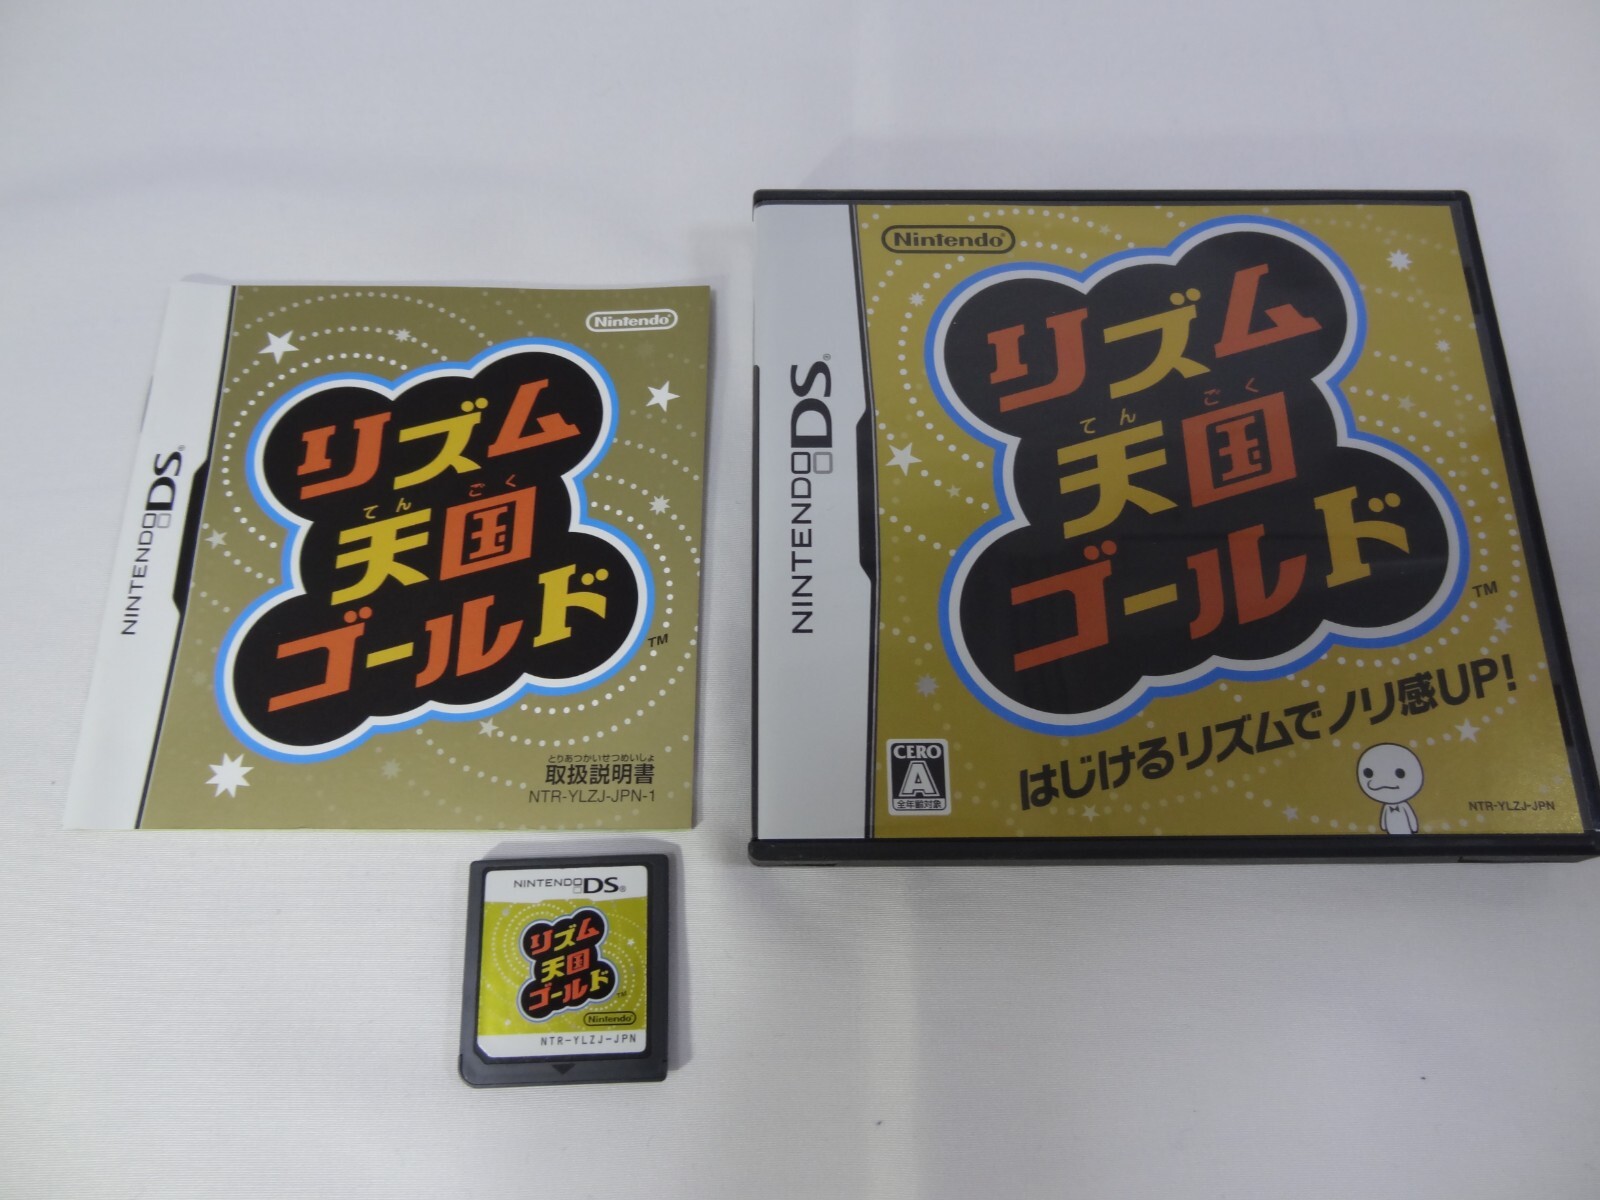 NINTENDO DS
Nintendo
リズム
てんごく
天国
ゴールド
TM
とりあつかいせつめいしょ
取扱説明書
NTR-YLZJ-JPN-1
NINTENDO DS®
Nintendo®
リズム
てんごく
天国
ゴールド
TM
はじけるリズムでノリ感UP!
CERO
A
全年齢対象
NTR-YLZJ-JPN
NINTENDO DS®
リズム
天国
ゴールド
TM
Nintendo
NTR-YLZJ-JPN